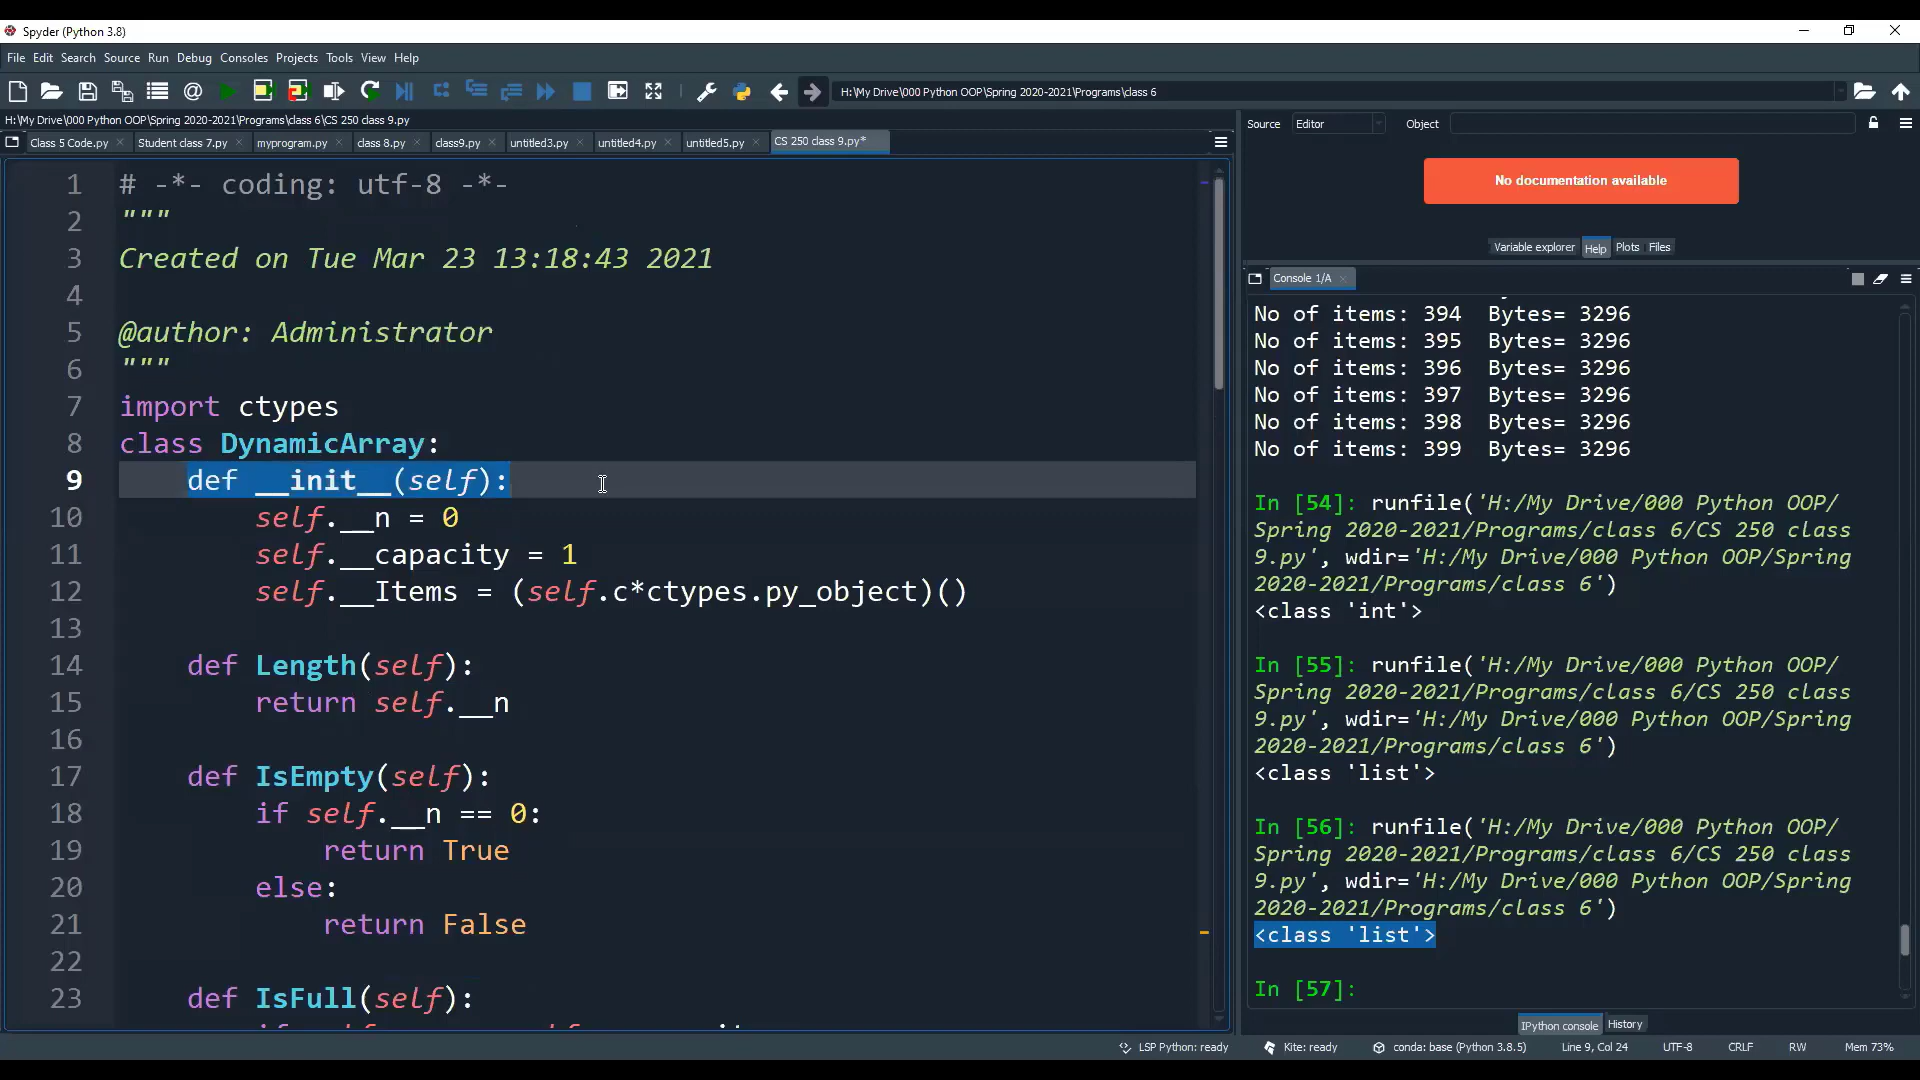 Spyder (Python 3.8)
File Edit Search Source Run Debug Consoles Projects Tools View Help
H:\My Drive\000 Python OOP\Spring 2020-2021\Programs\class 6
H:\My Drive\000 Python OOP\Spring 2020-2021\Programs\class 6\CS 250 class 9.py
Class 5 Code.py Student class 7.py myprogram.py class 8.py class9.py untitled3.py untitled4.py untitled5.py CS 250 class 9.py*
1 # -*- coding: utf-8 -*-
2 """
3 Created on Tue Mar 23 13:18:43 2021
4
5 @author: Administrator
6 """
7 import ctypes
8 class DynamicArray:
9 def __init__(self):
10 self.__n = 0
11 self.__capacity = 1
12 self.__Items = (self.c*ctypes.py_object)()
13
14 def Length(self):
15 return self.__n
16
17 def IsEmpty(self):
18 if self.__n == 0:
19 return True
20 else:
21 return False
22
23 def IsFull(self):
Source Editor Object
No documentation available
Variable explorer Help Plots Files
Console 1/A
No of items: 394 Bytes= 3296
No of items: 395 Bytes= 3296
No of items: 396 Bytes= 3296
No of items: 397 Bytes= 3296
No of items: 398 Bytes= 3296
No of items: 399 Bytes= 3296
In [54]: runfile('H:/My Drive/000 Python OOP/
Spring 2020-2021/Programs/class 6/CS 250 class
9.py', wdir='H:/My Drive/000 Python OOP/Spring
2020-2021/Programs/class 6')
<class 'int'>
In [55]: runfile('H:/My Drive/000 Python OOP/
Spring 2020-2021/Programs/class 6/CS 250 class
9.py', wdir='H:/My Drive/000 Python OOP/Spring
2020-2021/Programs/class 6')
<class 'list'>
In [56]: runfile('H:/My Drive/000 Python OOP/
Spring 2020-2021/Programs/class 6/CS 250 class
9.py', wdir='H:/My Drive/000 Python OOP/Spring
2020-2021/Programs/class 6')
<class 'list'>
In [57]:
IPython console History
LSP Python: ready Kite: ready conda: base (Python 3.8.5) Line 9, Col 24 UTF-8 CRLF RW Mem 73%